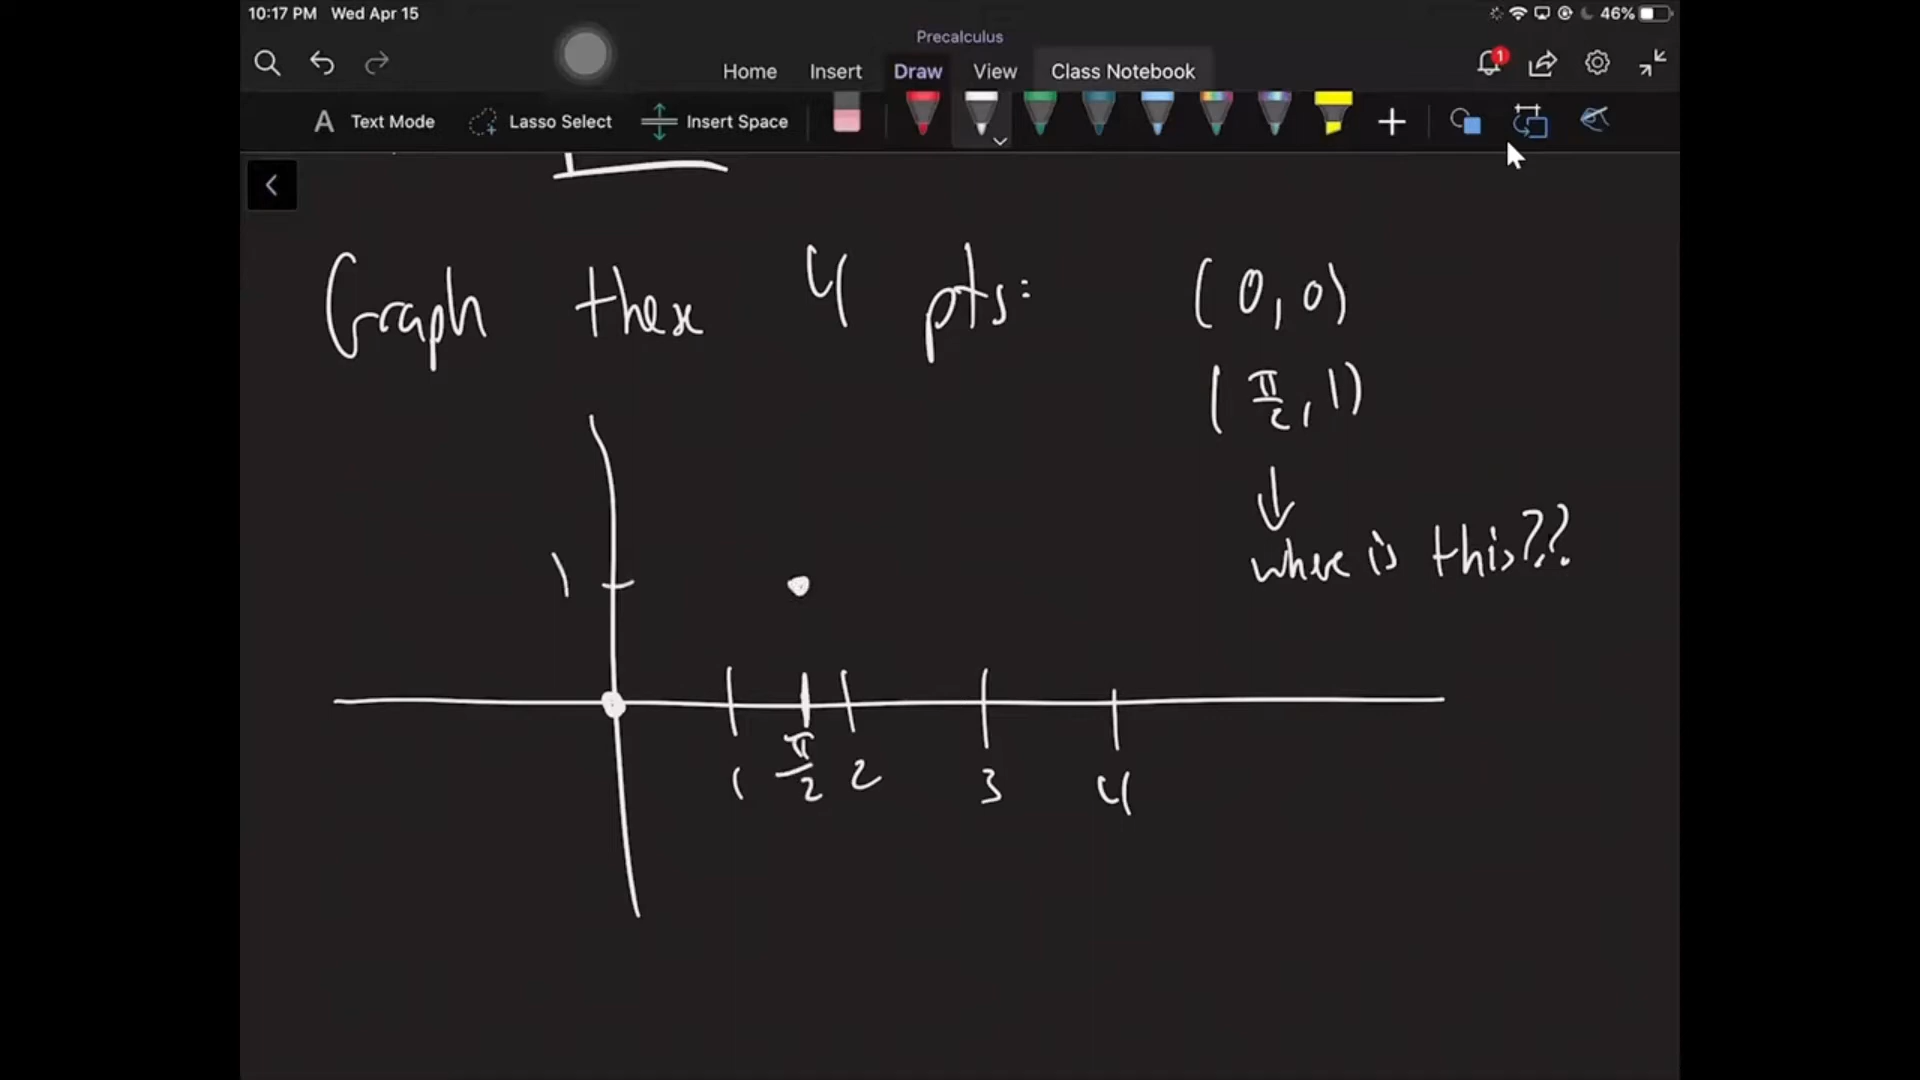 10:17 PM Wed Apr 15
46%
Precalculus
1
Home Insert Draw View Class Notebook
A Text Mode Lasso Select Insert Space
Graph these 4 pts: (0,0)
(π/2, 1)
where is this??
1
1 π/2 2 3 4